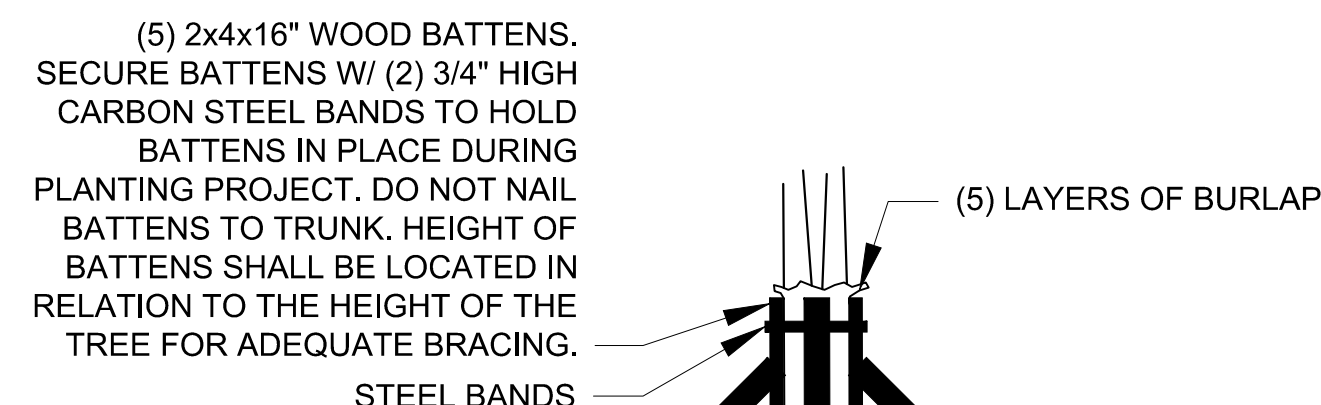 (5) 2x4x16" WOOD BATTENS.
SECURE BATTENS W/ (2) 3/4" HIGH
CARBON STEEL BANDS TO HOLD
BATTENS IN PLACE DURING
PLANTING PROJECT. DO NOT NAIL
BATTENS TO TRUNK. HEIGHT OF
BATTENS SHALL BE LOCATED IN
RELATION TO THE HEIGHT OF THE
TREE FOR ADEQUATE BRACING.
STEEL BANDS
(5) LAYERS OF BURLAP